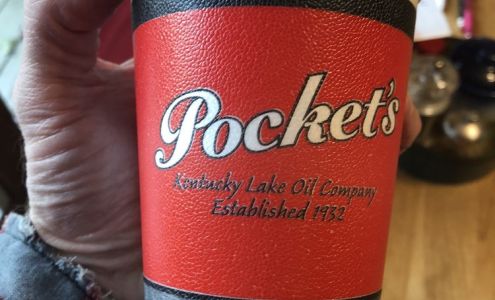 Pocket's
Kentucky Lake Oil Company
Established 1932